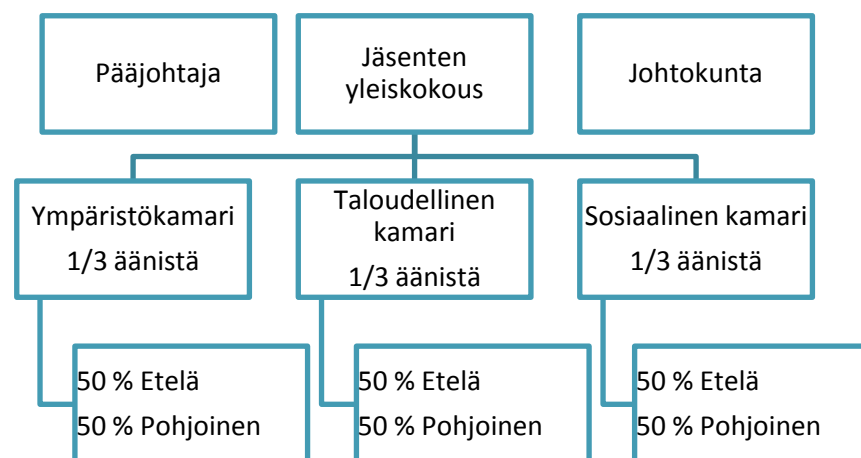 Pääjohtaja
Jäsenten
yleiskokous
Johtokunta
Ympäristökamari
1/3 äänistä
Taloudellinen
kamari
1/3 äänistä
Sosiaalinen kamari
1/3 äänistä
50 % Etelä
50 % Pohjoinen
50 % Etelä
50 % Pohjoinen
50 % Etelä
50 % Pohjoinen